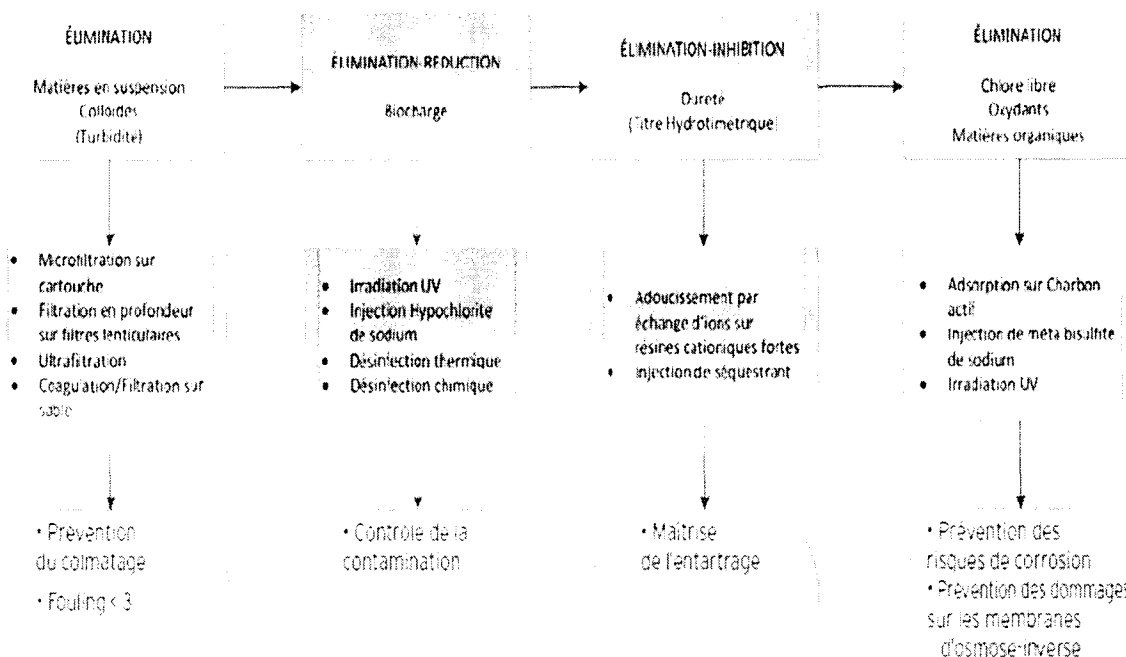 ÉLIMINATION
Matières en suspension
Colloïdes
(Turbidité)
ÉLIMINATION-RÉDUCTION
Biocharge
ÉLIMINATION-INHIBITION
Dureté
(Titre Hydrotimétrique)
ÉLIMINATION
Chlore libre
Oxydants
Matières organiques
• Microfiltration sur
cartouche
• Filtration en profondeur
sur filtres lenticulaires
• Ultrafiltration
• Coagulation/Filtration sur
sable
• Irradiation UV
• Injection Hypochlorite
de sodium
• Désinfection thermique
• Désinfection chimique
• Adoucissement par
échange d'ions sur
résines cationiques fortes
• Injection de séquestrant
• Adsorption sur Charbon
actif
• Injection de méta bisulfite
de sodium
• Irradiation UV
• Prévention
du colmatage
• Fouling < 3
• Contrôle de la
contamination
• Maîtrise
de l'entartrage
• Prévention des
risques de corrosion
• Prévention des dommages
sur les membranes
d'osmose-inverse